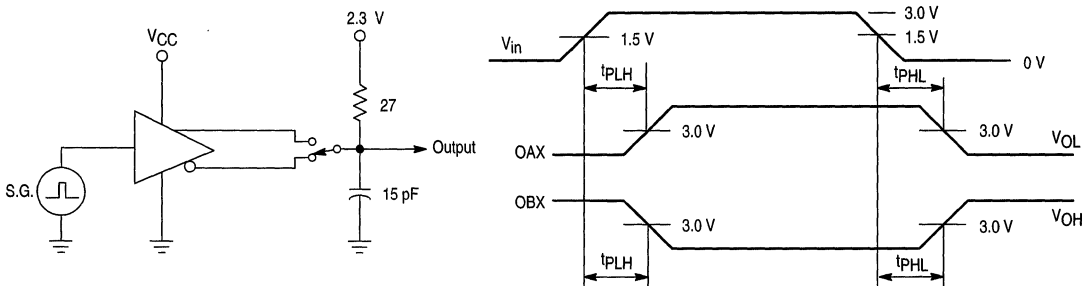 2.3 V
VCC
27
15 pF
Output
S.G.
Vin
1.5 V
3.0 V
1.5 V
0 V
tPLH
tPHL
3.0 V
3.0 V
OAX
VOL
OBX
3.0 V
3.0 V
VOH
tPLH
tPHL